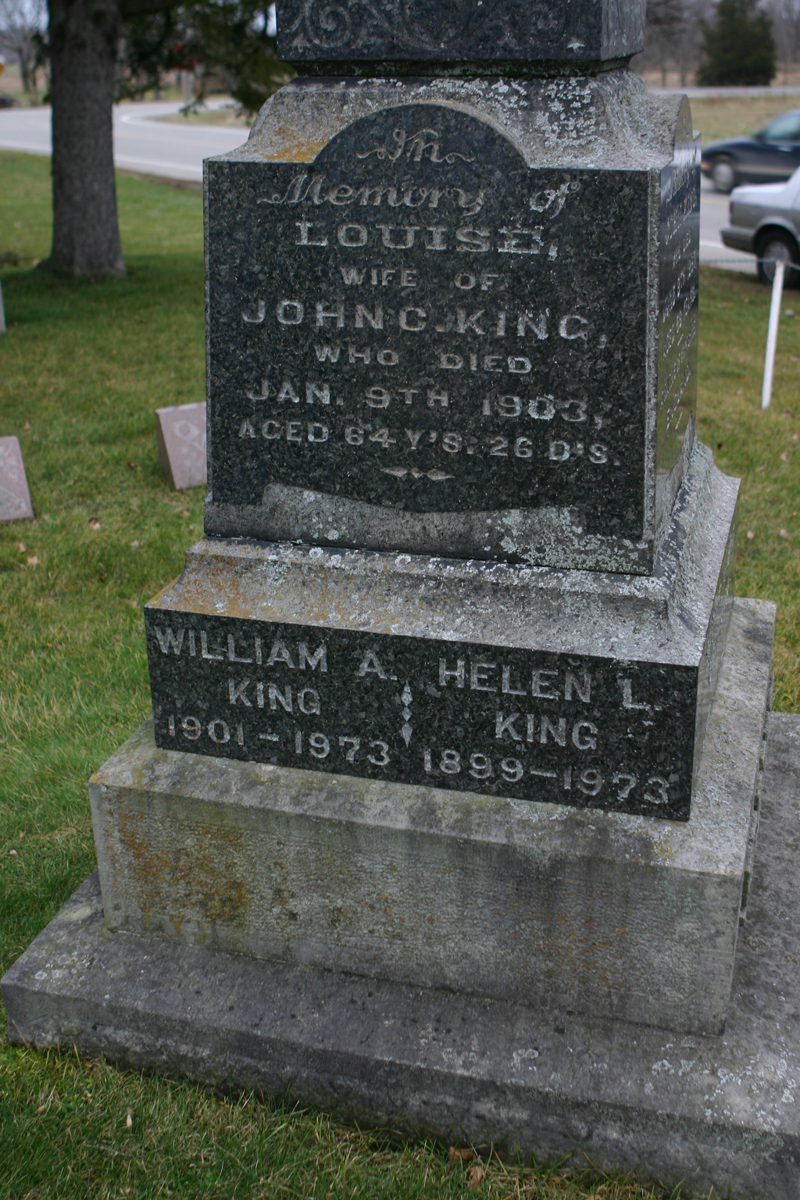 In
Memory of
LOUISE,
WIFE OF
JOHN C. KING,
WHO DIED
JAN. 9TH 1903,
AGED 64 Y'S. 26 D'S.
WILLIAM A.
KING
1901-1973
HELEN L.
KING
1899-1973